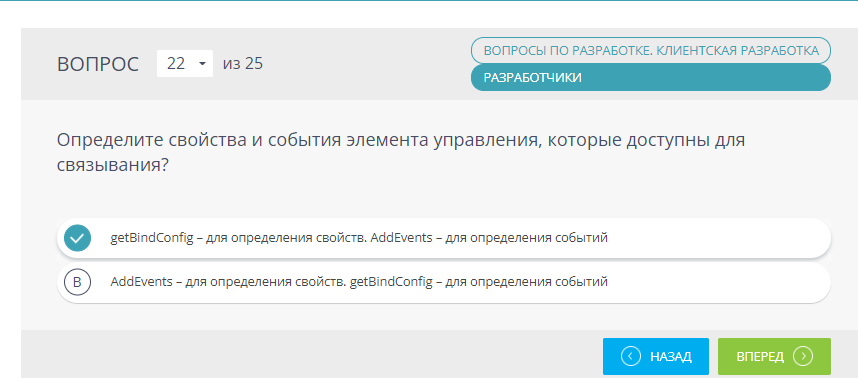 ВОПРОС 22 из 25
ВОПРОСЫ ПО РАЗРАБОТКЕ. КЛИЕНТСКАЯ РАЗРАБОТКА
РАЗРАБОТЧИКИ
Определите свойства и события элемента управления, которые доступны для
связывания?
getBindConfig – для определения свойств. AddEvents – для определения событий
B AddEvents – для определения свойств. getBindConfig – для определения событий
НАЗАД
ВПЕРЕД